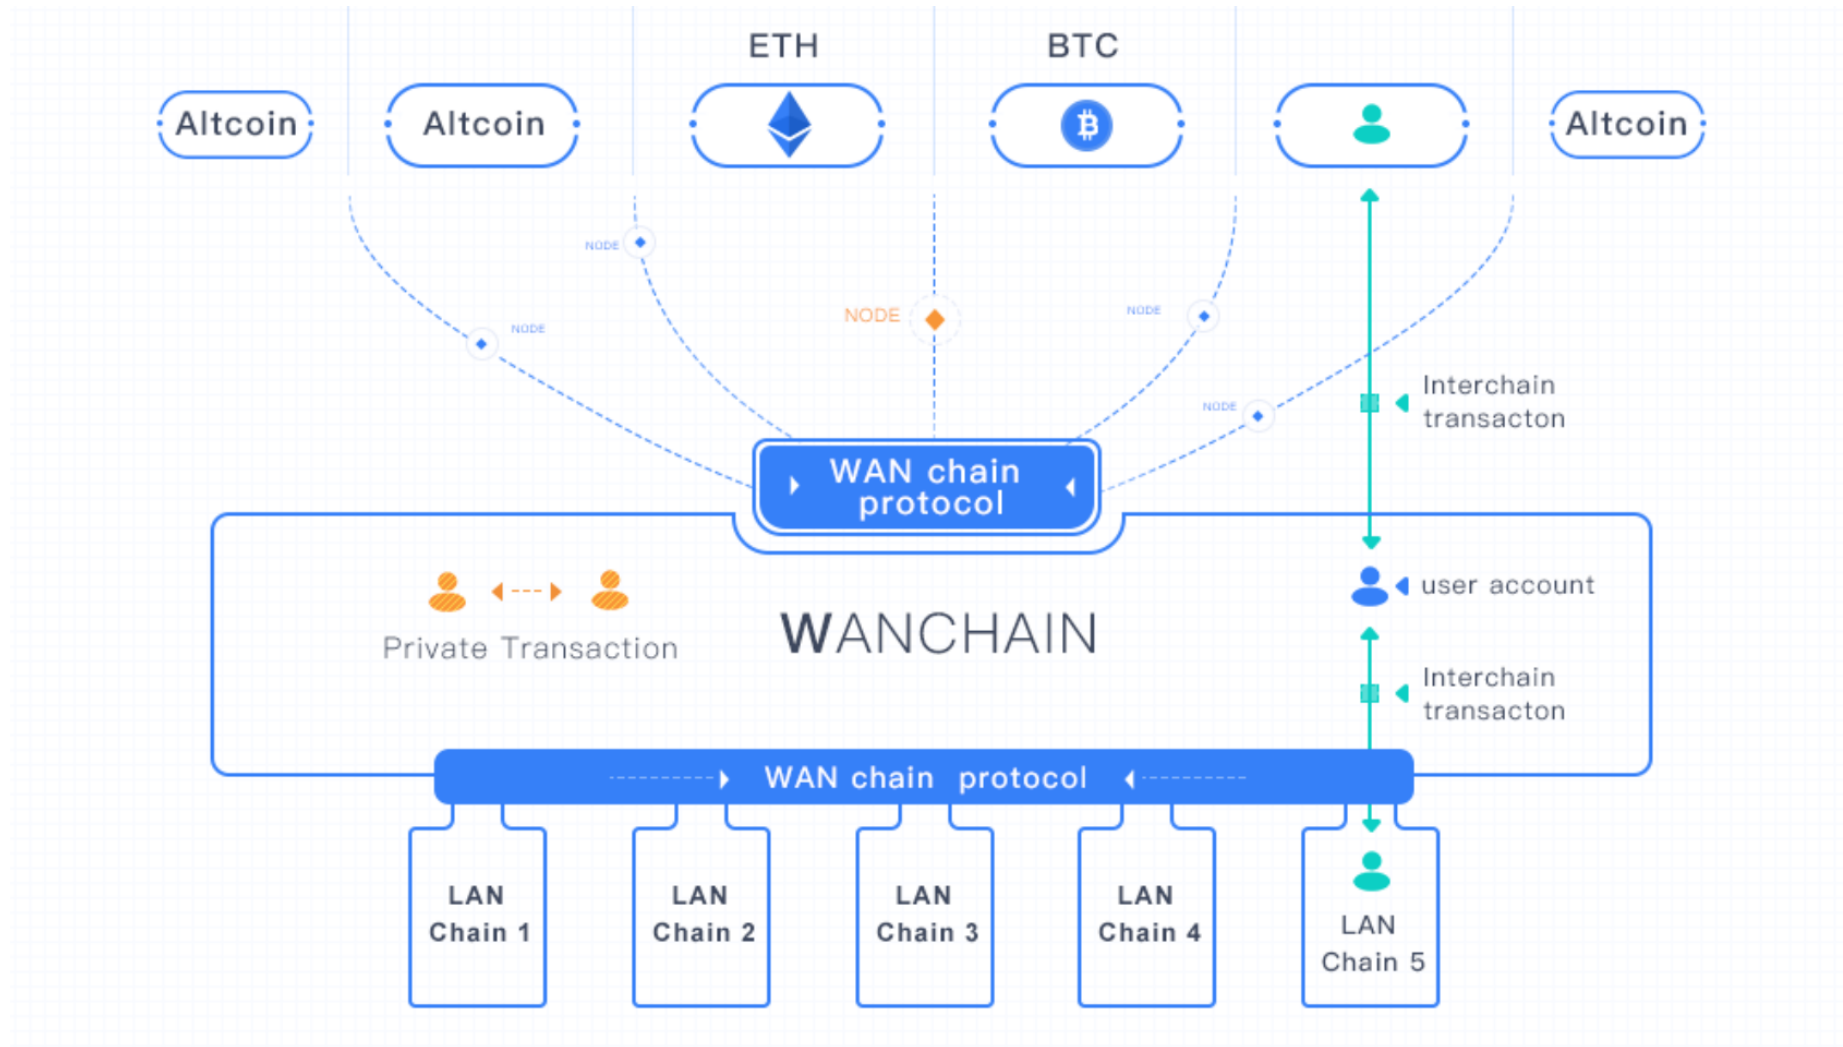 ETH
BTC
Altcoin
Altcoin
Altcoin
NODE
NODE
NODE
NODE
NODE
Interchain
transacton
WAN chain
protocol
user account
Private Transaction
WANCHAIN
Interchain
transacton
WAN chain protocol
LAN
Chain 1
LAN
Chain 2
LAN
Chain 3
LAN
Chain 4
LAN
Chain 5